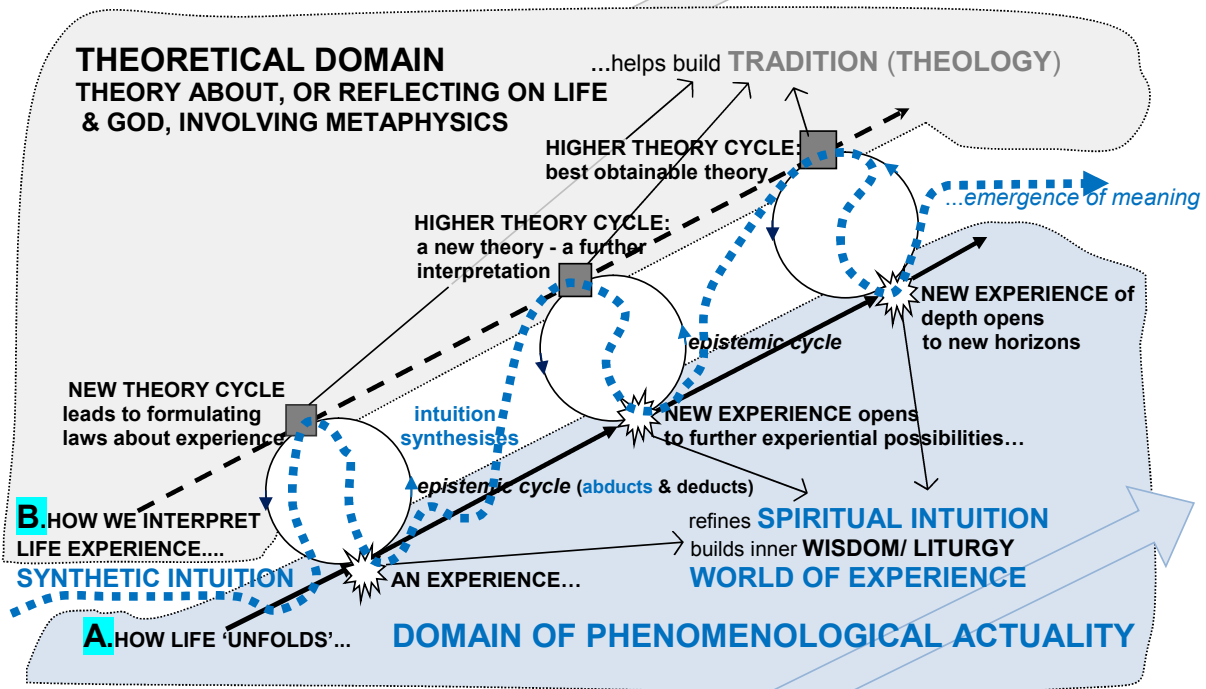 THEORETICAL DOMAIN
THEORY ABOUT, OR REFLECTING ON LIFE
& GOD, INVOLVING METAPHYSICS
...helps build TRADITION (THEOLOGY)
HIGHER THEORY CYCLE:
best obtainable theory
...emergence of meaning
HIGHER THEORY CYCLE:
a new theory - a further
interpretation
NEW EXPERIENCE of
depth opens
to new horizons
epistemic cycle
NEW THEORY CYCLE
leads to formulating
laws about experience
intuition
synthesises
NEW EXPERIENCE opens
to further experiential possibilities…
epistemic cycle (abducts & deducts)
B.HOW WE INTERPRET
LIFE EXPERIENCE....
SYNTHETIC INTUITION
refines SPIRITUAL INTUITION
builds inner WISDOM/ LITURGY
WORLD OF EXPERIENCE
AN EXPERIENCE…
A.HOW LIFE ‘UNFOLDS’...
DOMAIN OF PHENOMENOLOGICAL ACTUALITY